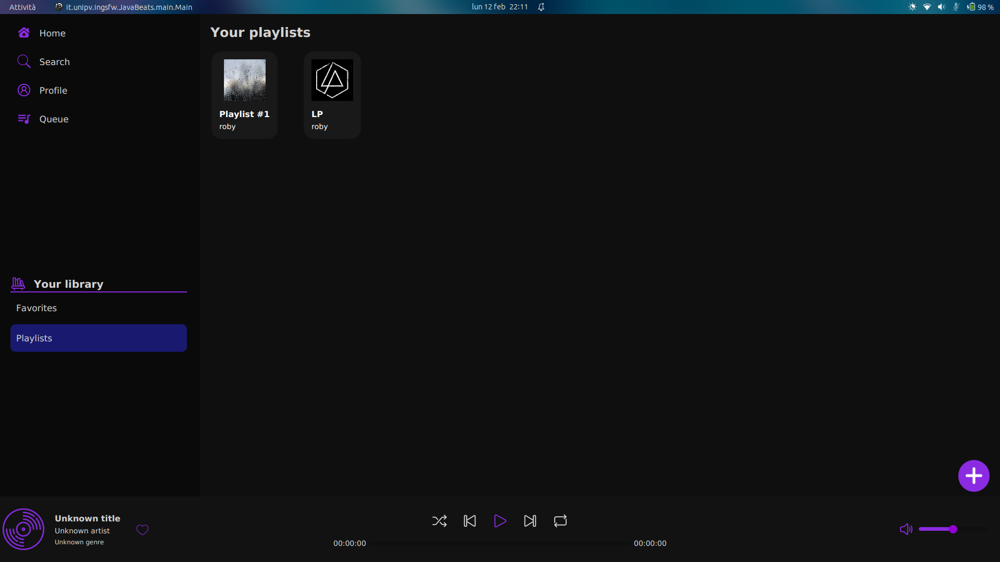 Attività it.unipv.ingsfw.JavaBeats.main.Main lun 12 feb 22:11 98 %
Home
Search
Profile
Queue
Your library
Favorites
Playlists
Your playlists
Playlist #1
roby
LP
roby
Unknown title
Unknown artist
Unknown genre
00:00:00 00:00:00